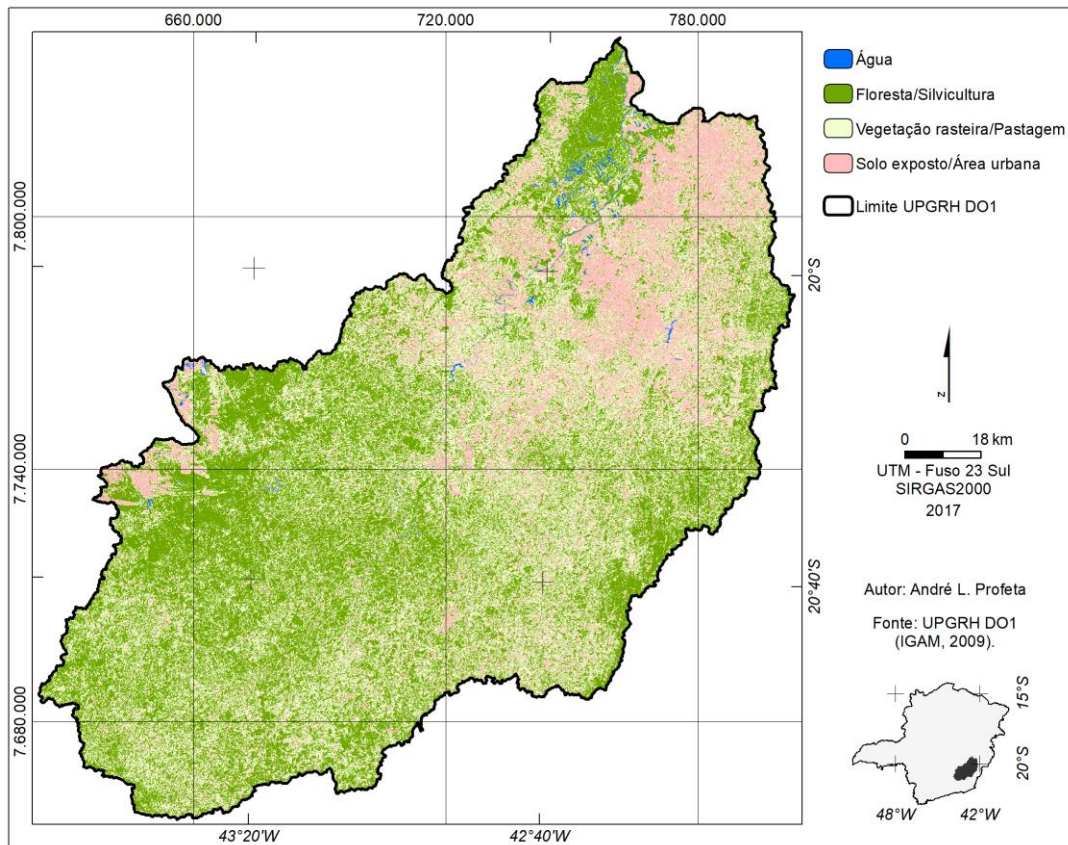 660.000
720.000
780.000
Água
Floresta/Silvicultura
Vegetação rasteira/Pastagem
Solo exposto/Área urbana
Limite UPGRH DO1
7.800.000
20°S
7.740.000
20°40'S
7.680.000
43°20'W
42°40'W
N
0 18 km
UTM - Fuso 23 Sul
SIRGAS2000
2017
Autor: André L. Profeta
Fonte: UPGRH DO1
(IGAM, 2009).
15°S
20°S
48°W
42°W